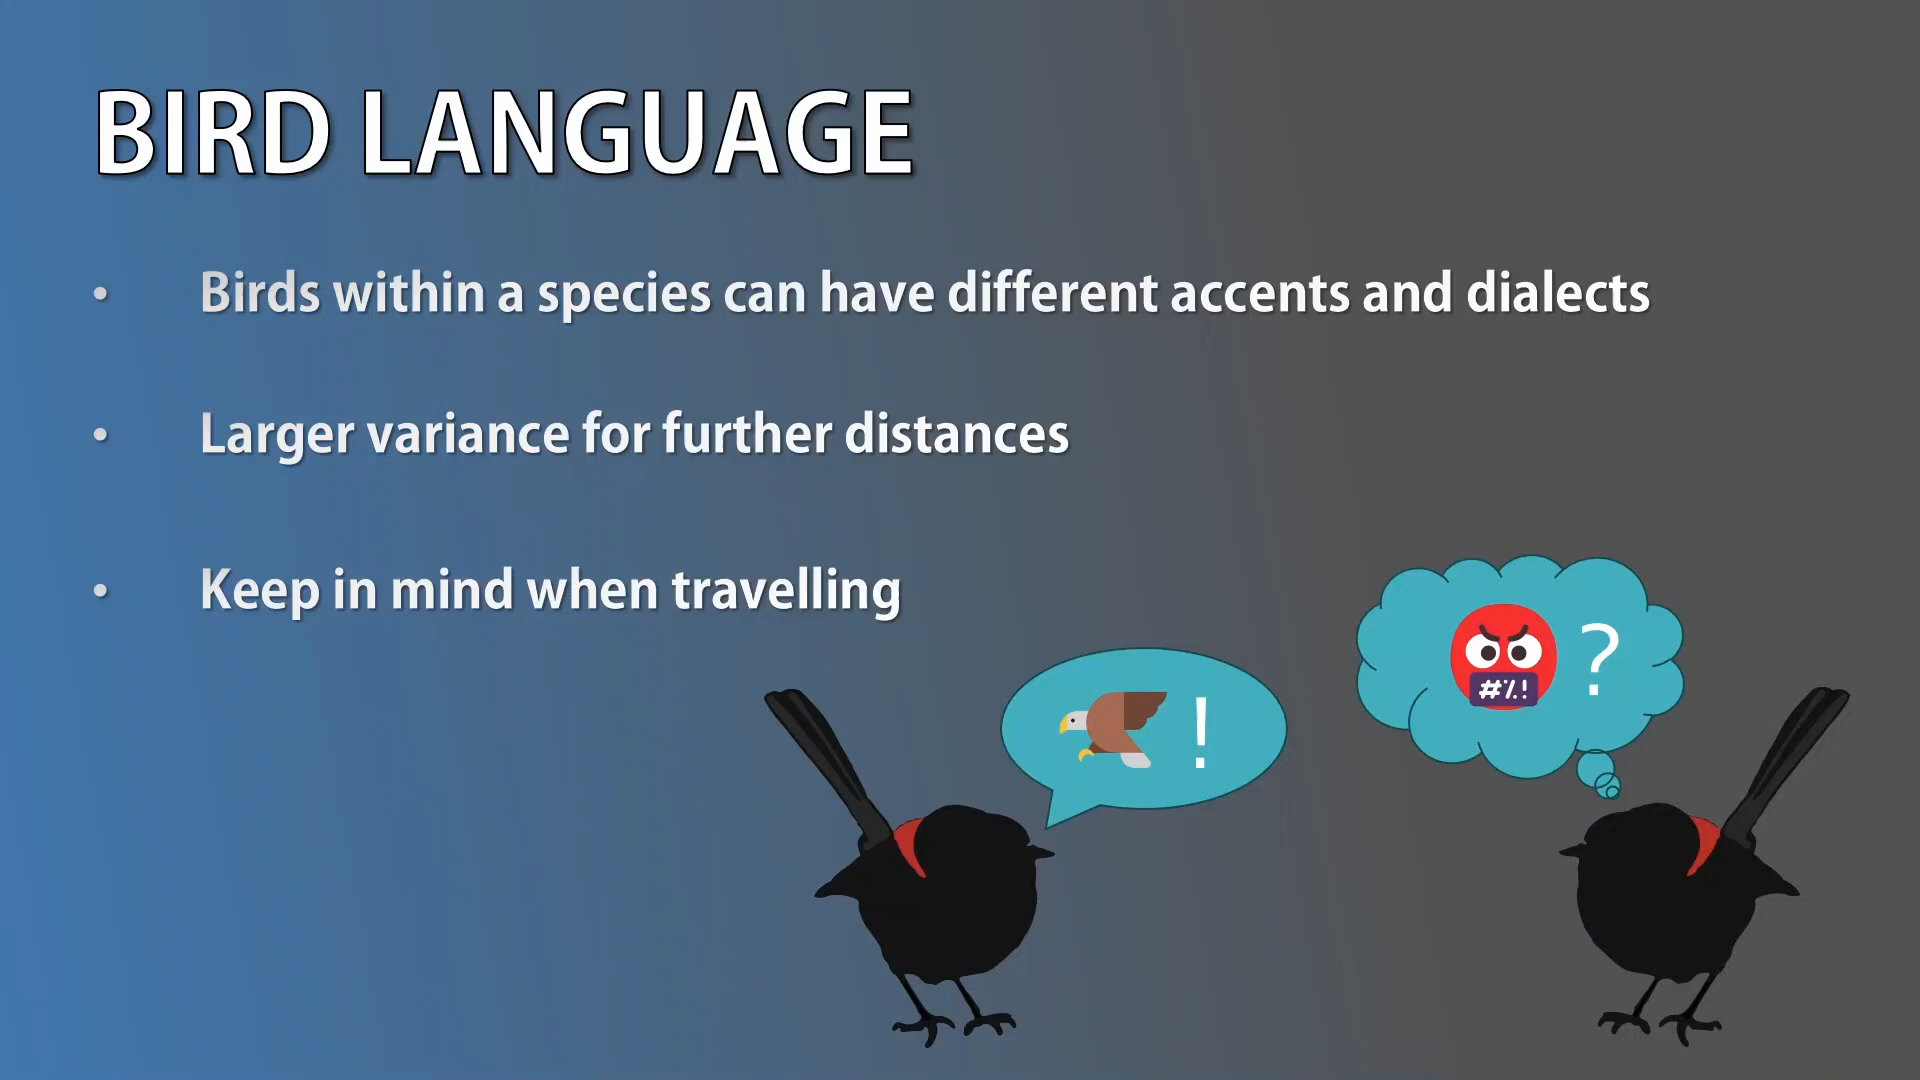 BIRD LANGUAGE
• Birds within a species can have different accents and dialects
• Larger variance for further distances
• Keep in mind when travelling
#%!
?
!